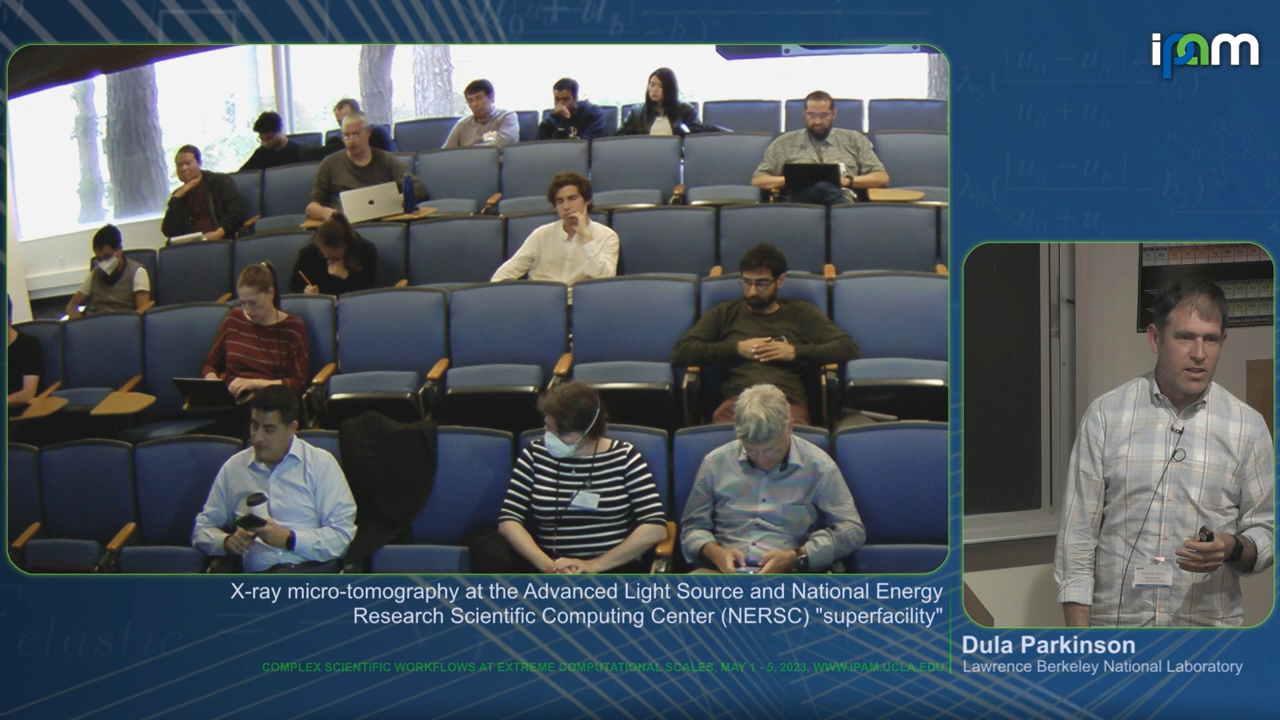 ipam
X-ray micro-tomography at the Advanced Light Source and National Energy
Research Scientific Computing Center (NERSC) "superfacility"
COMPLEX SCIENTIFIC WORKFLOWS AT EXTREME COMPUTATIONAL SCALES, MAY 1 - 5, 2023, WWW.IPAM.UCLA.EDU
Dula Parkinson
Lawrence Berkeley National Laboratory
elastic